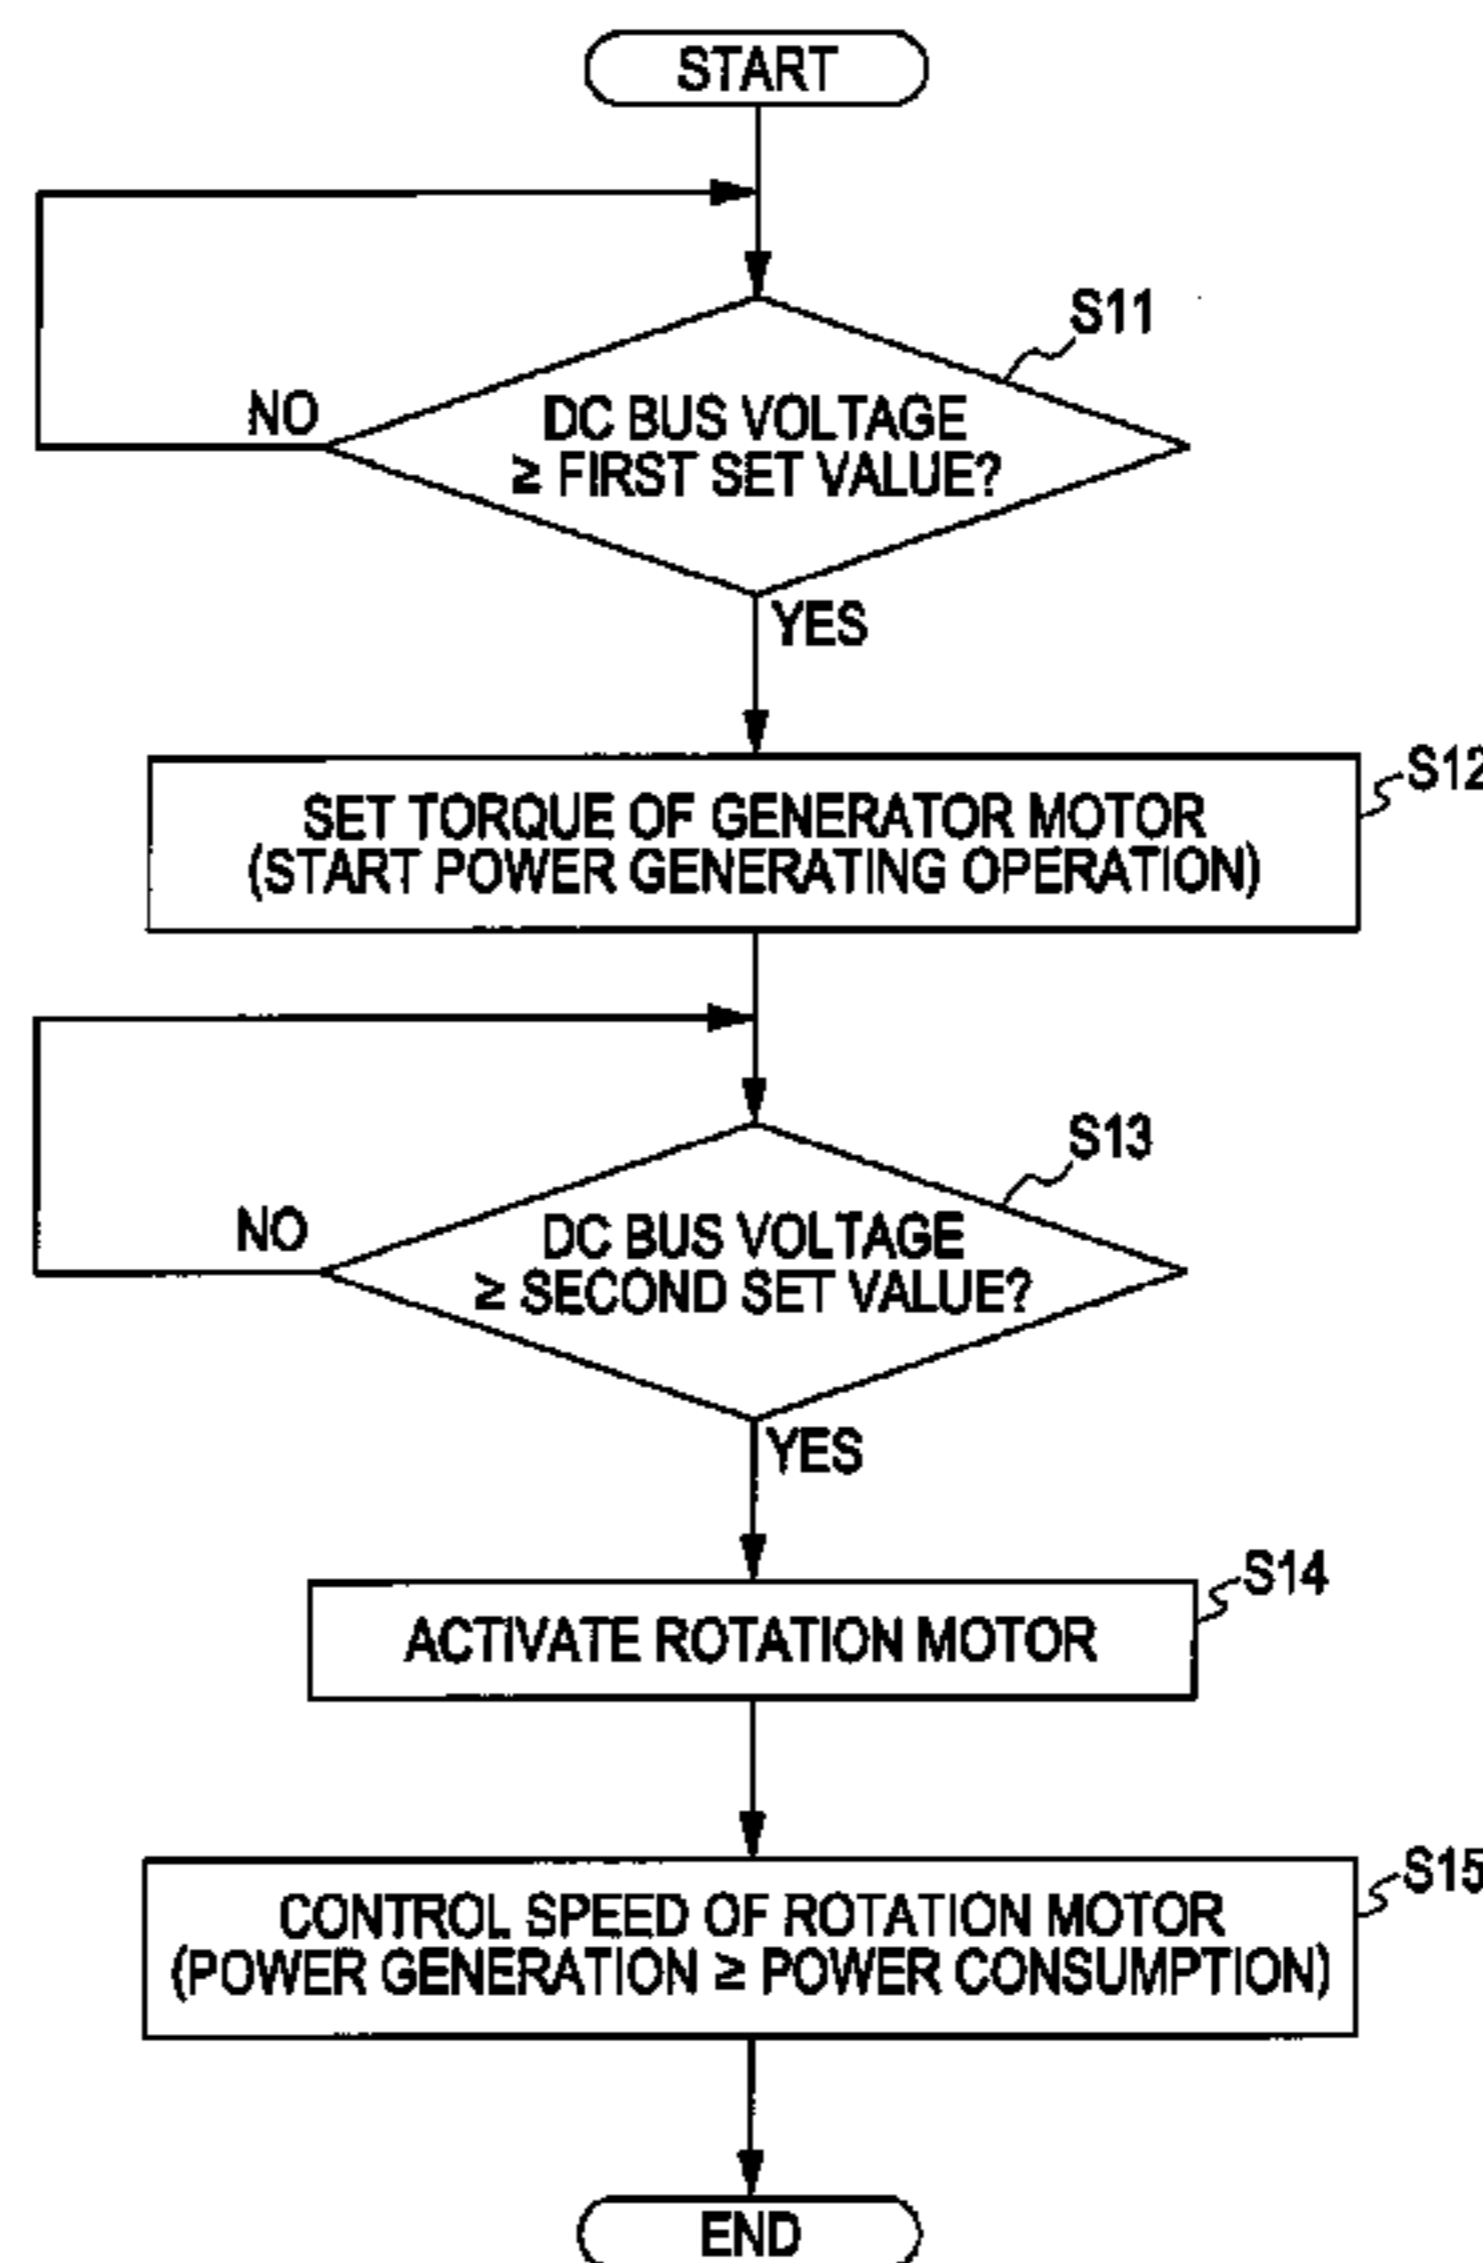 START
S11
NO
DC BUS VOLTAGE
≥ FIRST SET VALUE?
YES
S12
SET TORQUE OF GENERATOR MOTOR
(START POWER GENERATING OPERATION)
S13
NO
DC BUS VOLTAGE
≥ SECOND SET VALUE?
YES
S14
ACTIVATE ROTATION MOTOR
S15
CONTROL SPEED OF ROTATION MOTOR
(POWER GENERATION ≥ POWER CONSUMPTION)
END